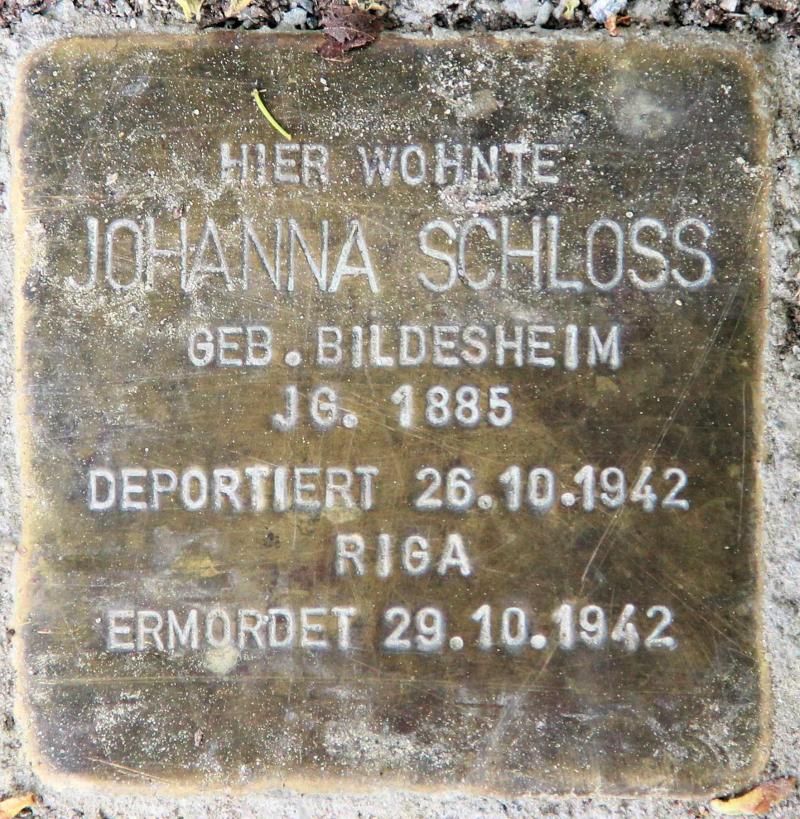 HIER WOHNTE
JOHANNA SCHLOSS
GEB. BILDESHEIM
JG. 1885
DEPORTIERT 26.10.1942
RIGA
ERMORDET 29.10.1942